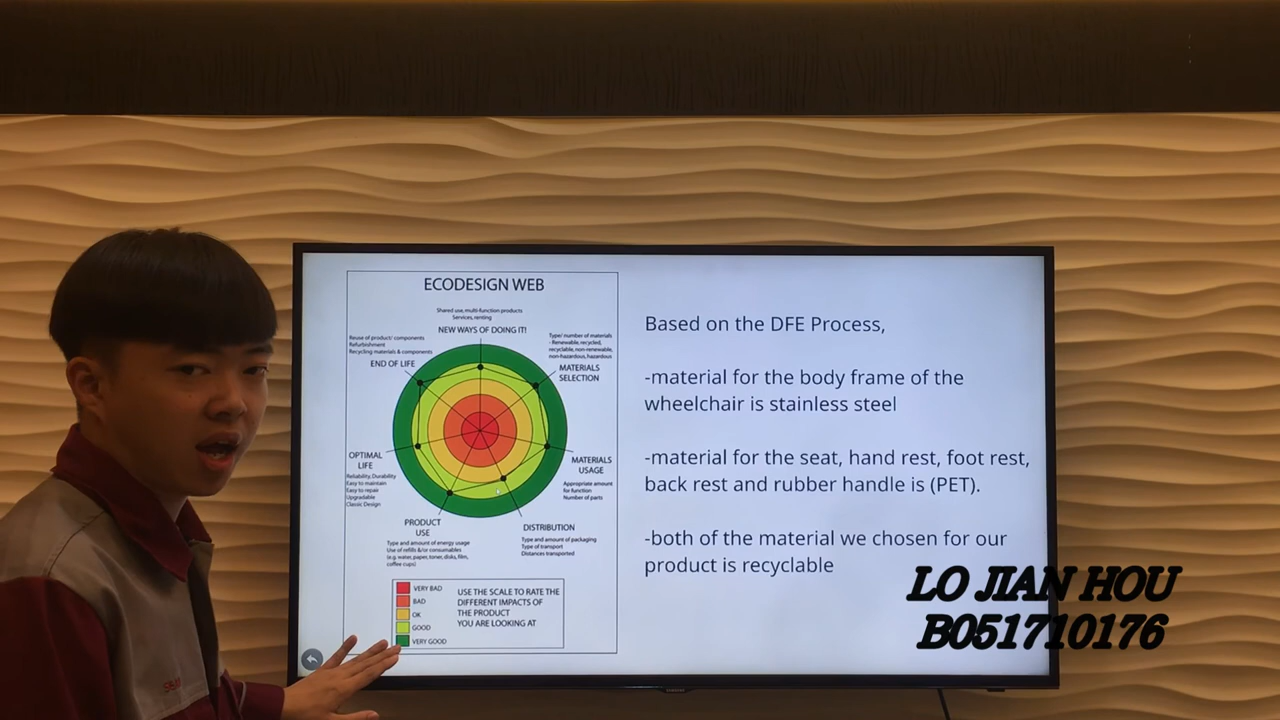 ECODESIGN WEB
Shared use, multi-function products
Services, renting
NEW WAYS OF DOING IT!
Reuse of product/ components
Refurbishment
Recycling materials & components
END OF LIFE
Type/ number of materials
- Renewable, recycled,
recyclable, non-renewable,
non-hazardous, hazardous
MATERIALS
SELECTION
OPTIMAL
LIFE
Reliability, Durability
Easy to maintain
Easy to repair
Upgradable
Classic Design
MATERIALS
USAGE
Appropriate amount
for function
Number of parts
PRODUCT
USE
Type and amount of energy usage
Use of refills &/or consumables
(e.g. water, paper, toner, disks, film,
coffee cups)
DISTRIBUTION
Type and amount of packaging
Type of transport
Distances transported
VERY BAD
BAD
OK
GOOD
VERY GOOD
USE THE SCALE TO RATE THE
DIFFERENT IMPACTS OF
THE PRODUCT
YOU ARE LOOKING AT
Based on the DFE Process,
-material for the body frame of the
wheelchair is stainless steel
-material for the seat, hand rest, foot rest,
back rest and rubber handle is (PET).
-both of the material we chosen for our
product is recyclable
LO JIAN HOU
B051710176